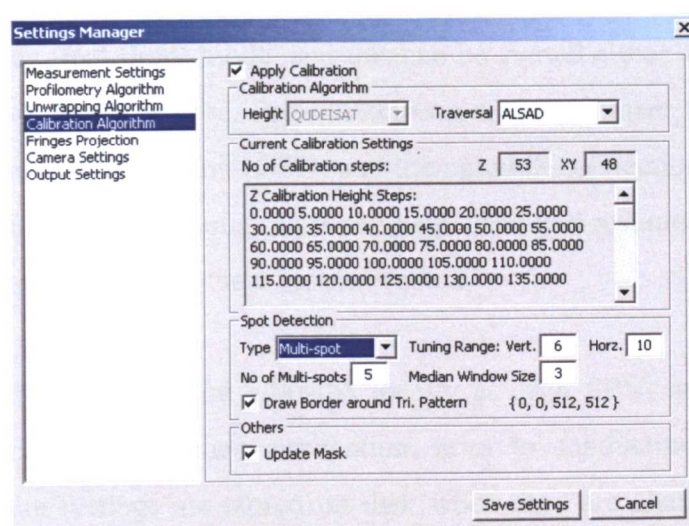 Settings Manager
Measurement Settings
Profilometry Algorithm
Unwrapping Algorithm
Calibration Algorithm
Fringes Projection
Camera Settings
Output Settings
Apply Calibration
Calibration Algorithm
Height QUDEISAT Traversal ALSAD
Current Calibration Settings
No of Calibration steps: Z 53 XY 48
Z Calibration Height Steps:
0.0000 5.0000 10.0000 15.0000 20.0000 25.0000
30.0000 35.0000 40.0000 45.0000 50.0000 55.0000
60.0000 65.0000 70.0000 75.0000 80.0000 85.0000
90.0000 95.0000 100.0000 105.0000 110.0000
115.0000 120.0000 125.0000 130.0000 135.0000
Spot Detection
Type Multi-spot Tuning Range: Vert. 6 Horz. 10
No of Multi-spots 5 Median Window Size 3
Draw Border around Tri. Pattern { 0, 0, 512, 512 }
Others
Update Mask
Save Settings Cancel